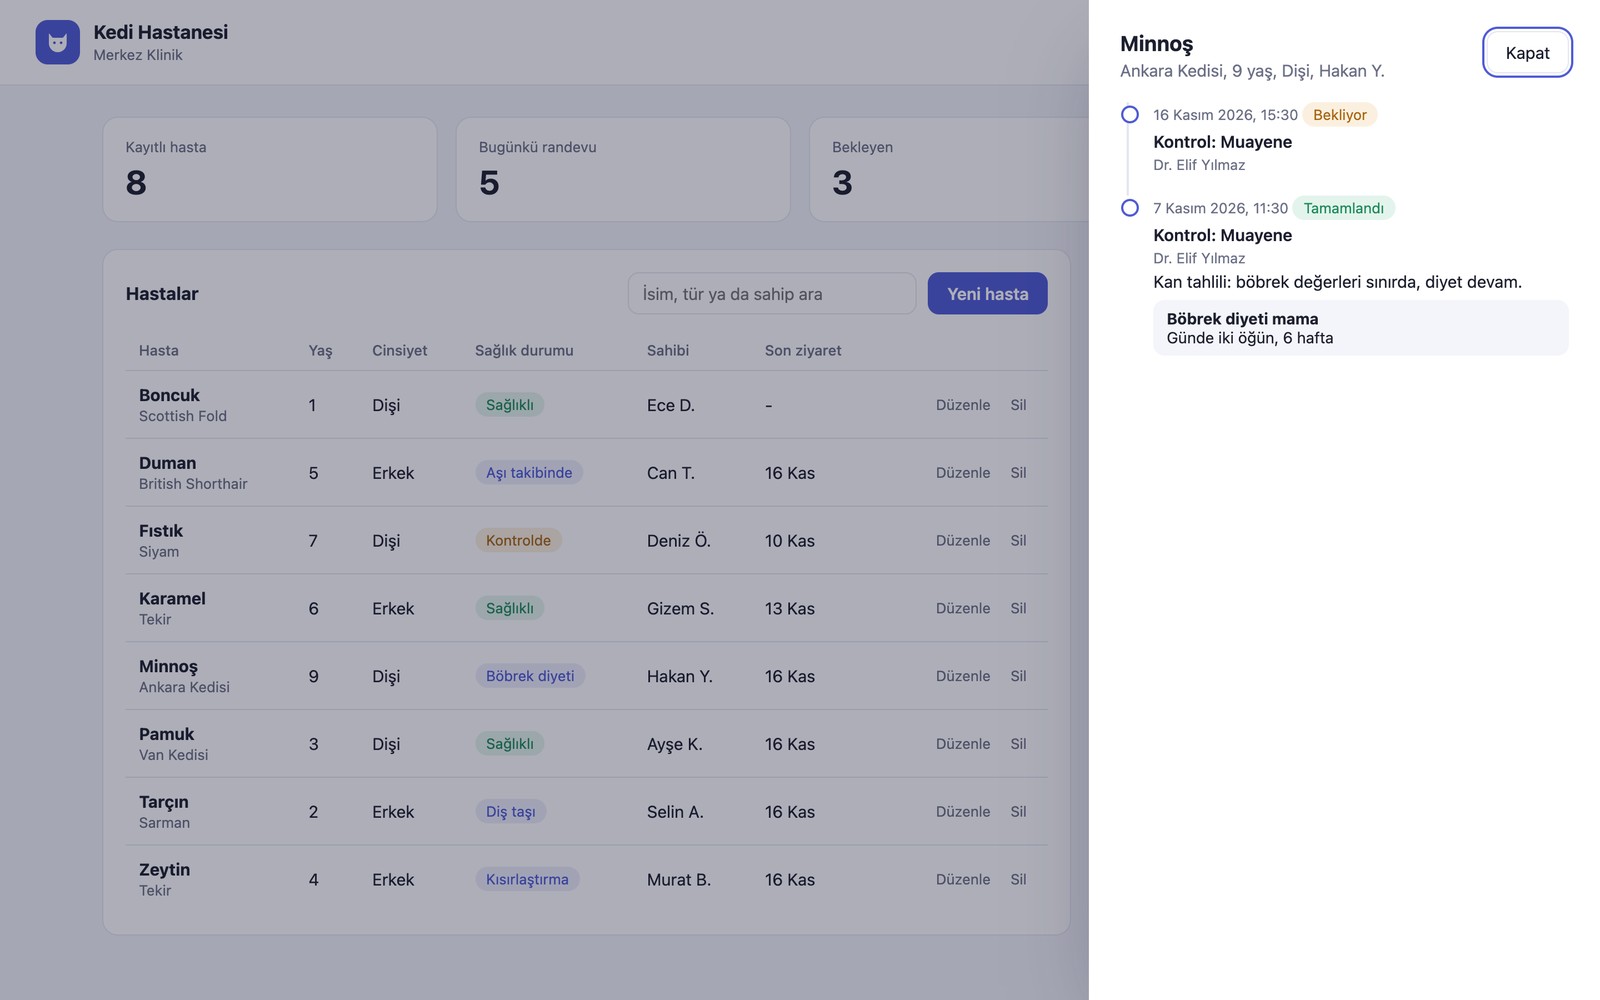 Kedi Hastanesi
Merkez Klinik
Kayıtlı hasta
8
Bugünkü randevu
5
Bekleyen
3
Hastalar
İsim, tür ya da sahip ara
Yeni hasta
Hasta Yaş Cinsiyet Sağlık durumu Sahibi Son ziyaret
Boncuk
Scottish Fold
1 Dişi Sağlıklı Ece D. - Düzenle Sil
Duman
British Shorthair
5 Erkek Aşı takibinde Can T. 16 Kas Düzenle Sil
Fıstık
Siyam
7 Dişi Kontrolde Deniz Ö. 10 Kas Düzenle Sil
Karamel
Tekir
6 Erkek Sağlıklı Gizem S. 13 Kas Düzenle Sil
Minnoş
Ankara Kedisi
9 Dişi Böbrek diyeti Hakan Y. 16 Kas Düzenle Sil
Pamuk
Van Kedisi
3 Dişi Sağlıklı Ayşe K. 16 Kas Düzenle Sil
Tarçın
Sarman
2 Erkek Diş taşı Selin A. 16 Kas Düzenle Sil
Zeytin
Tekir
4 Erkek Kısırlaştırma Murat B. 16 Kas Düzenle Sil
Minnoş
Ankara Kedisi, 9 yaş, Dişi, Hakan Y.
Kapat
16 Kasım 2026, 15:30 Bekliyor
Kontrol: Muayene
Dr. Elif Yılmaz
7 Kasım 2026, 11:30 Tamamlandı
Kontrol: Muayene
Dr. Elif Yılmaz
Kan tahlili: böbrek değerleri sınırda, diyet devam.
Böbrek diyeti mama
Günde iki öğün, 6 hafta